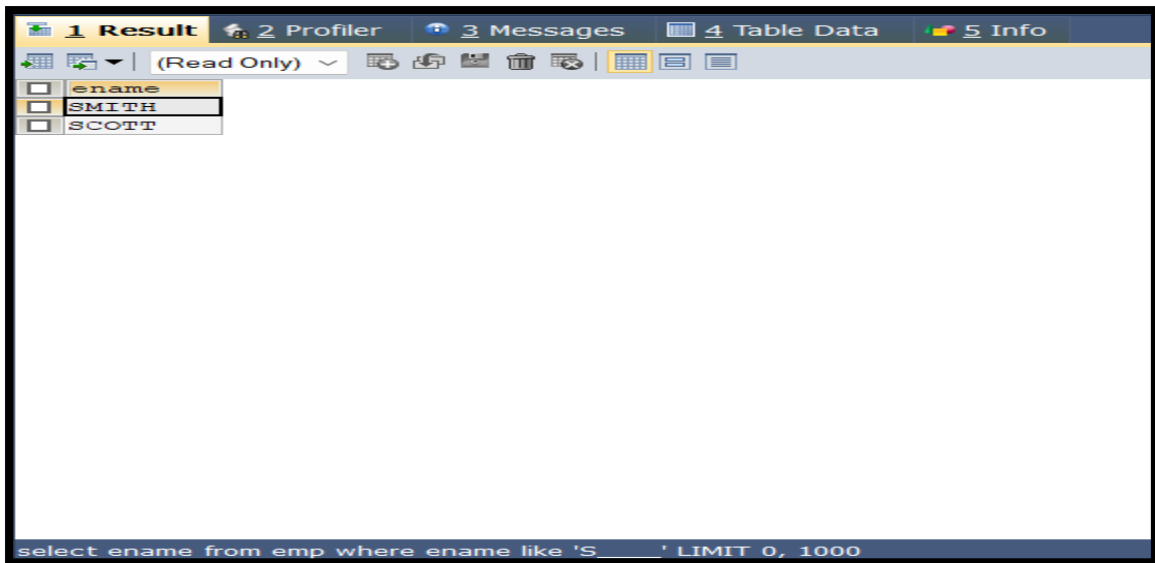 1 Result 2 Profiler 3 Messages 4 Table Data 5 Info
(Read Only)
ename
SMITH
SCOTT
select ename from emp where ename like 'S____' LIMIT 0, 1000